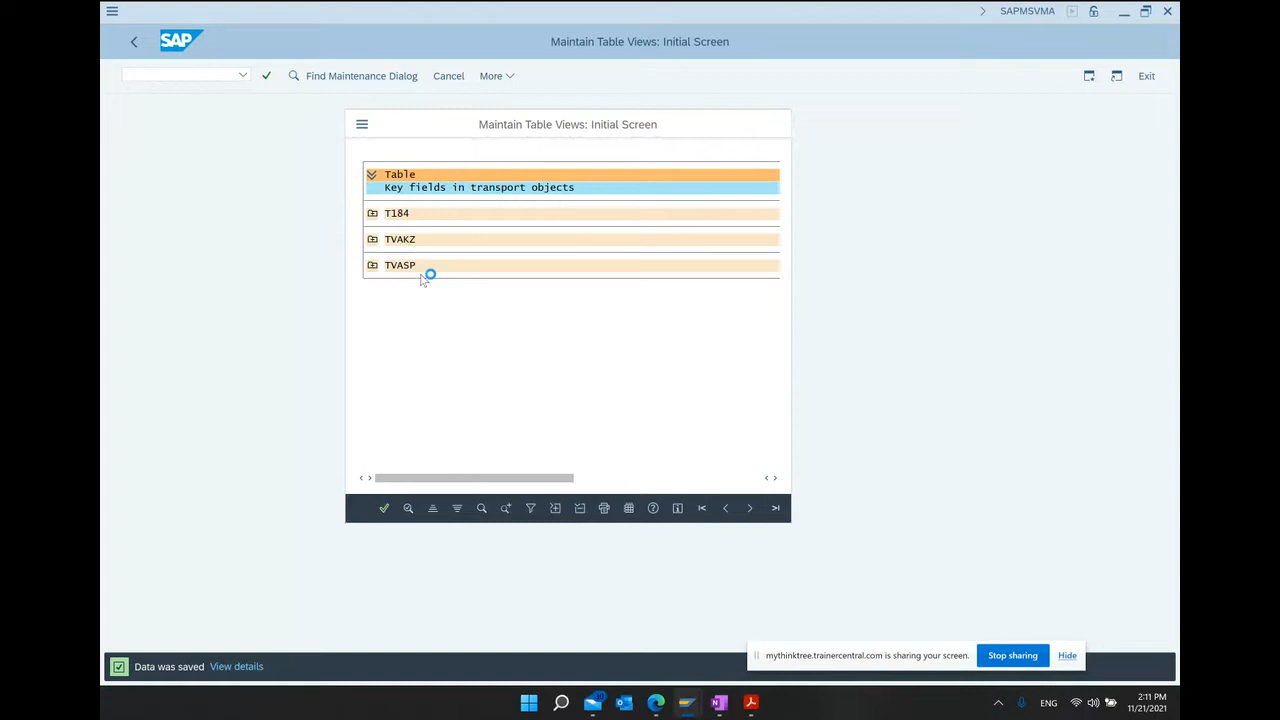 SAPMSVMA
SAP
Maintain Table Views: Initial Screen
Find Maintenance Dialog
Cancel
More
Exit
Maintain Table Views: Initial Screen
Table
Key fields in transport objects
T184
TVAKZ
TVASP
Data was saved View details
mythinktree.trainercentral.com is sharing your screen.
Stop sharing
Hide
ENG
2:11 PM
11/21/2021